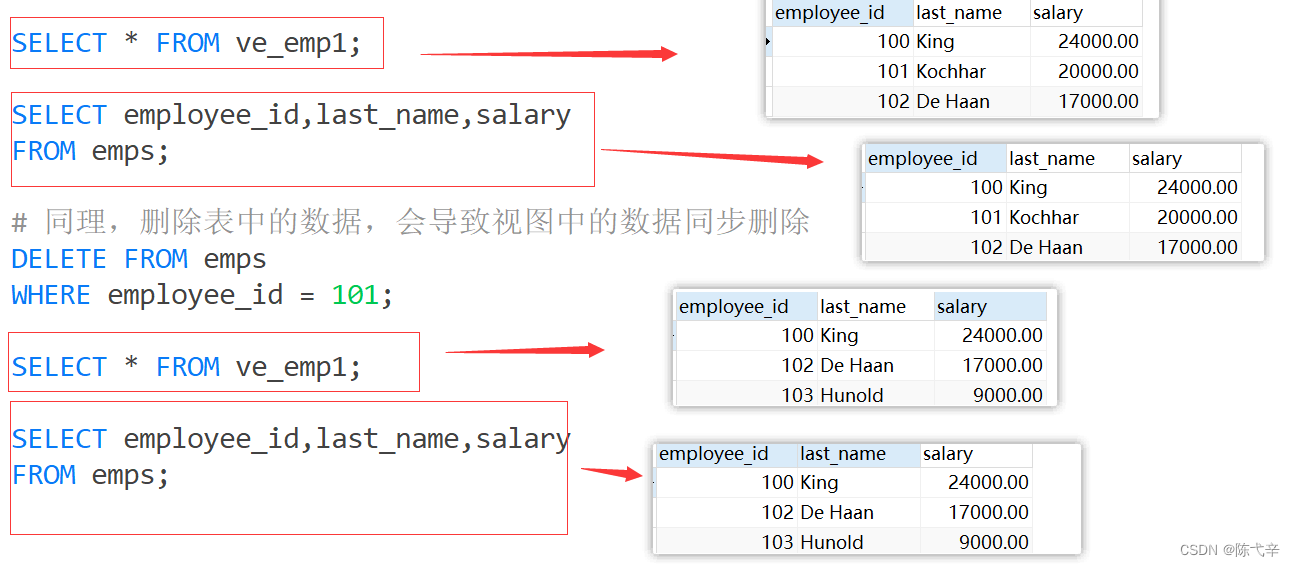 SELECT * FROM ve_emp1;
employee_id last_name salary
100 King 24000.00
101 Kochhar 20000.00
102 De Haan 17000.00
SELECT employee_id,last_name,salary
FROM emps;
employee_id last_name salary
100 King 24000.00
101 Kochhar 20000.00
102 De Haan 17000.00
# 同理，删除表中的数据，会导致视图中的数据同步删除
DELETE FROM emps
WHERE employee_id = 101;
SELECT * FROM ve_emp1;
employee_id last_name salary
100 King 24000.00
102 De Haan 17000.00
103 Hunold 9000.00
SELECT employee_id,last_name,salary
FROM emps;
employee_id last_name salary
100 King 24000.00
102 De Haan 17000.00
103 Hunold 9000.00
CSDN @陈弋辛